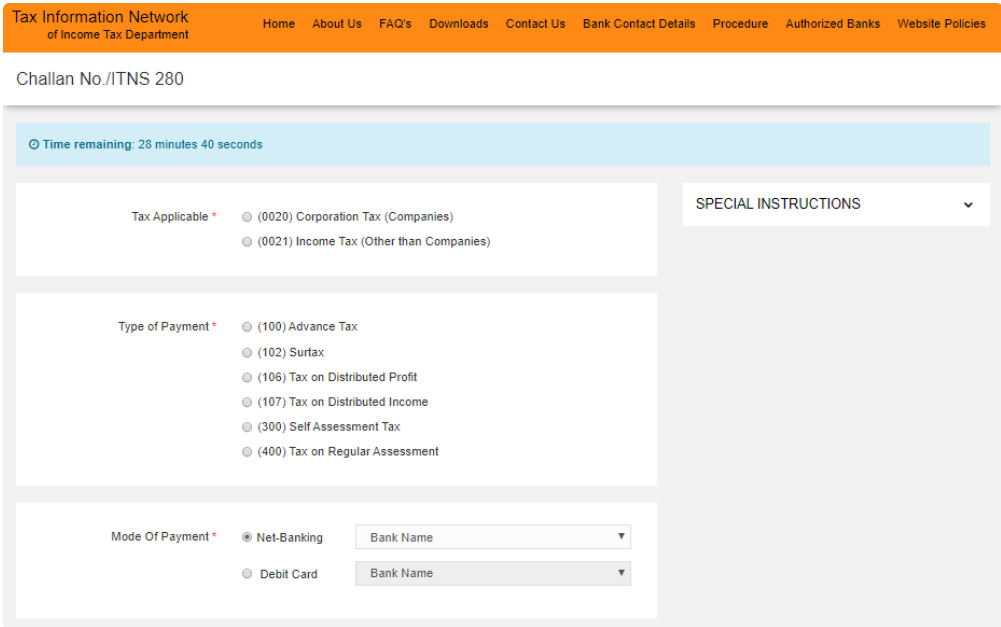 Tax Information Network
of Income Tax Department
Home About Us FAQ's Downloads Contact Us Bank Contact Details Procedure Authorized Banks Website Policies
Challan No./ITNS 280
Time remaining: 28 minutes 40 seconds
Tax Applicable * (0020) Corporation Tax (Companies)
(0021) Income Tax (Other than Companies)
SPECIAL INSTRUCTIONS
Type of Payment * (100) Advance Tax
(102) Surtax
(106) Tax on Distributed Profit
(107) Tax on Distributed Income
(300) Self Assessment Tax
(400) Tax on Regular Assessment
Mode Of Payment * Net-Banking Bank Name
Debit Card Bank Name